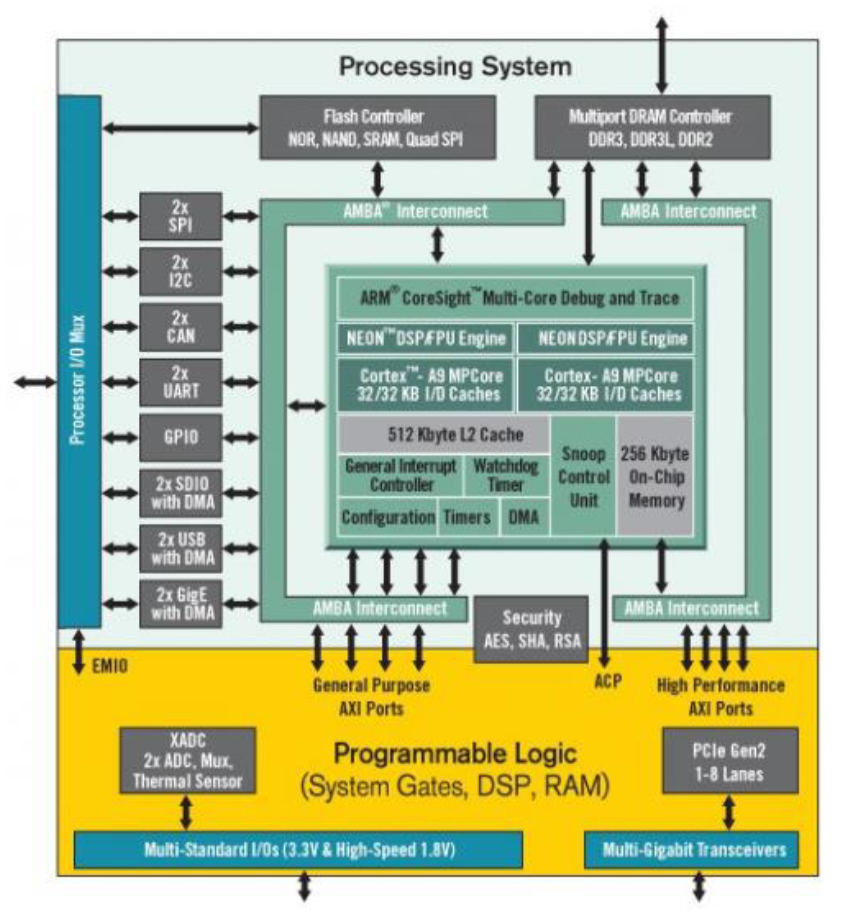 Processing System
Flash Controller
NOR, NAND, SRAM, Quad SPI
Multiport DRAM Controller
DDR3, DDR3L, DDR2
Processor I/O Mux
2x
SPI
2x
I2C
2x
CAN
2x
UART
GPIO
2x SDIO
with DMA
2x USB
with DMA
2x GigE
with DMA
AMBA® Interconnect
AMBA Interconnect
ARM® CoreSight™ Multi-Core Debug and Trace
NEON™ DSP/FPU Engine
NEON DSP/FPU Engine
Cortex™- A9 MPCore
32/32 KB I/D Caches
Cortex- A9 MPCore
32/32 KB I/D Caches
512 Kbyte L2 Cache
General Interrupt
Controller
Watchdog
Timer
Configuration
Timers
DMA
Snoop
Control
Unit
256 Kbyte
On-Chip
Memory
AMBA Interconnect
Security
AES, SHA, RSA
AMBA Interconnect
EMIO
General Purpose
AXI Ports
ACP
High Performance
AXI Ports
XADC
2x ADC, Mux,
Thermal Sensor
Programmable Logic
(System Gates, DSP, RAM)
PCIe Gen2
1-8 Lanes
Multi-Standard I/Os (3.3V & High-Speed 1.8V)
Multi-Gigabit Transceivers